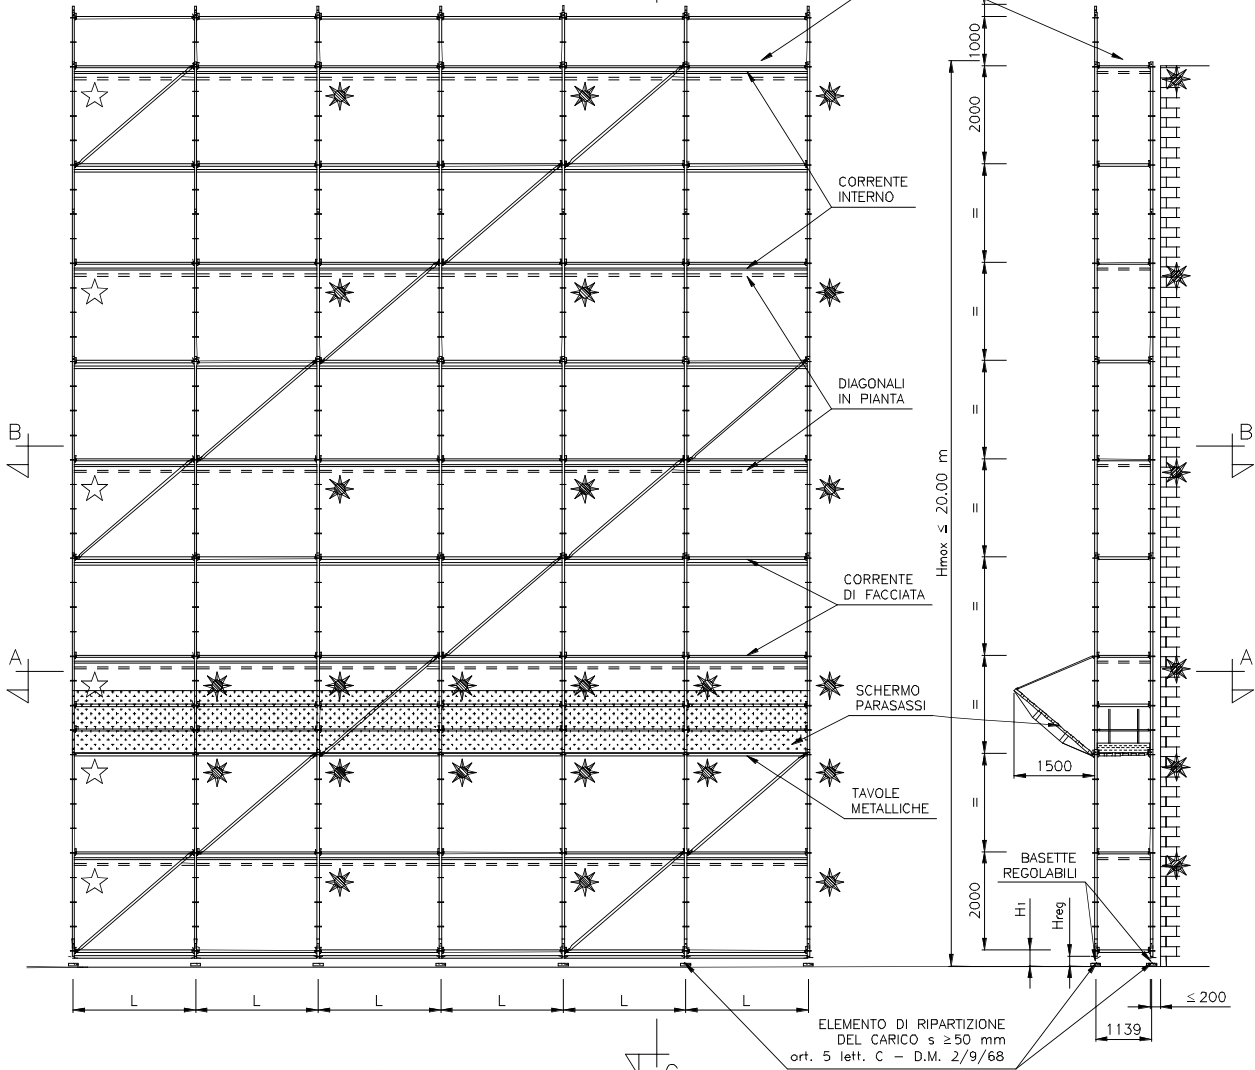 1000
2000
CORRENTE
INTERNO
=
=
DIAGONALI
IN PIANTA
=
B
B
Hmax ≤ 20.00 m
=
CORRENTE
DI FACCIATA
=
A
A
SCHERMO
PARASASSI
=
1500
TAVOLE
METALLICHE
=
BASETTE
REGOLABILI
2000
H1
Hreg
L
L
L
L
L
L
≤ 200
ELEMENTO DI RIPARTIZIONE
DEL CARICO s ≥50 mm
art. 5 lett. C – D.M. 2/9/68
1139